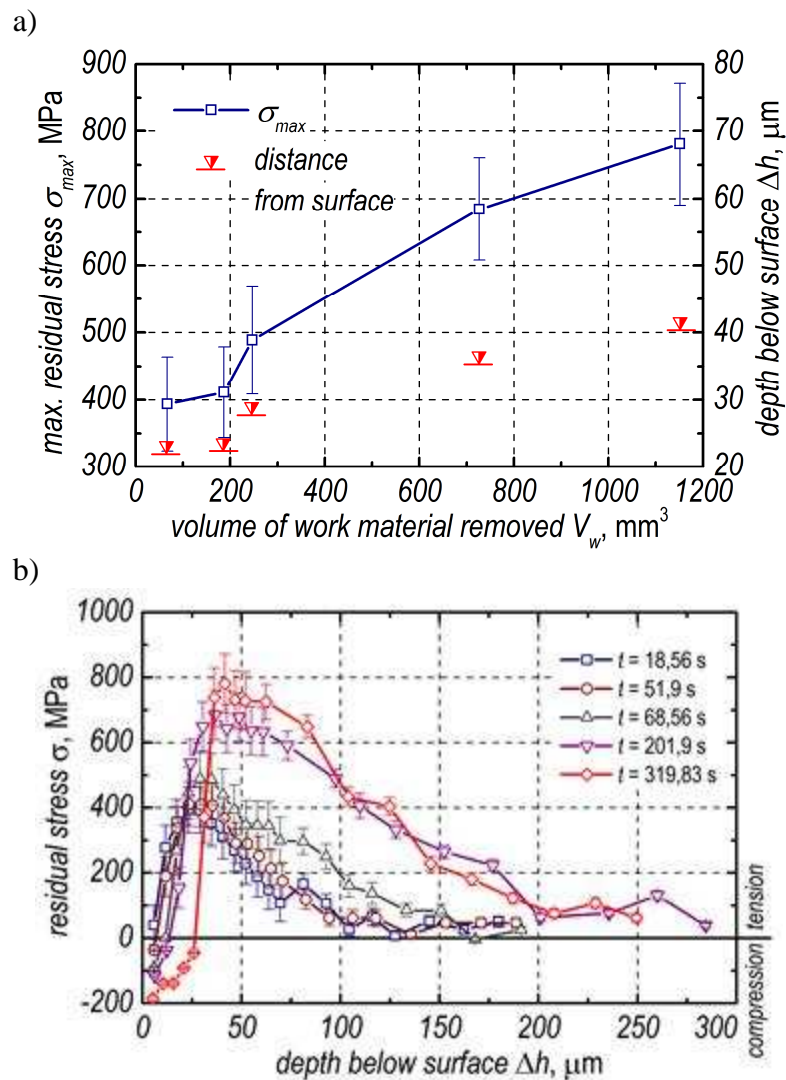 a)
900
800
700
600
500
400
300
max. residual stress σmax, MPa
σmax
distance
from surface
80
70
60
50
40
30
20
depth below surface Δh, μm
0 200 400 600 800 1000 1200
volume of work material removed Vw, mm³
b)
1000
800
600
400
200
0
-200
residual stress σ, MPa
t = 18,56 s
t = 51,9 s
t = 68,56 s
t = 201,9 s
t = 319,83 s
compression tension
0 50 100 150 200 250 300
depth below surface Δh, μm